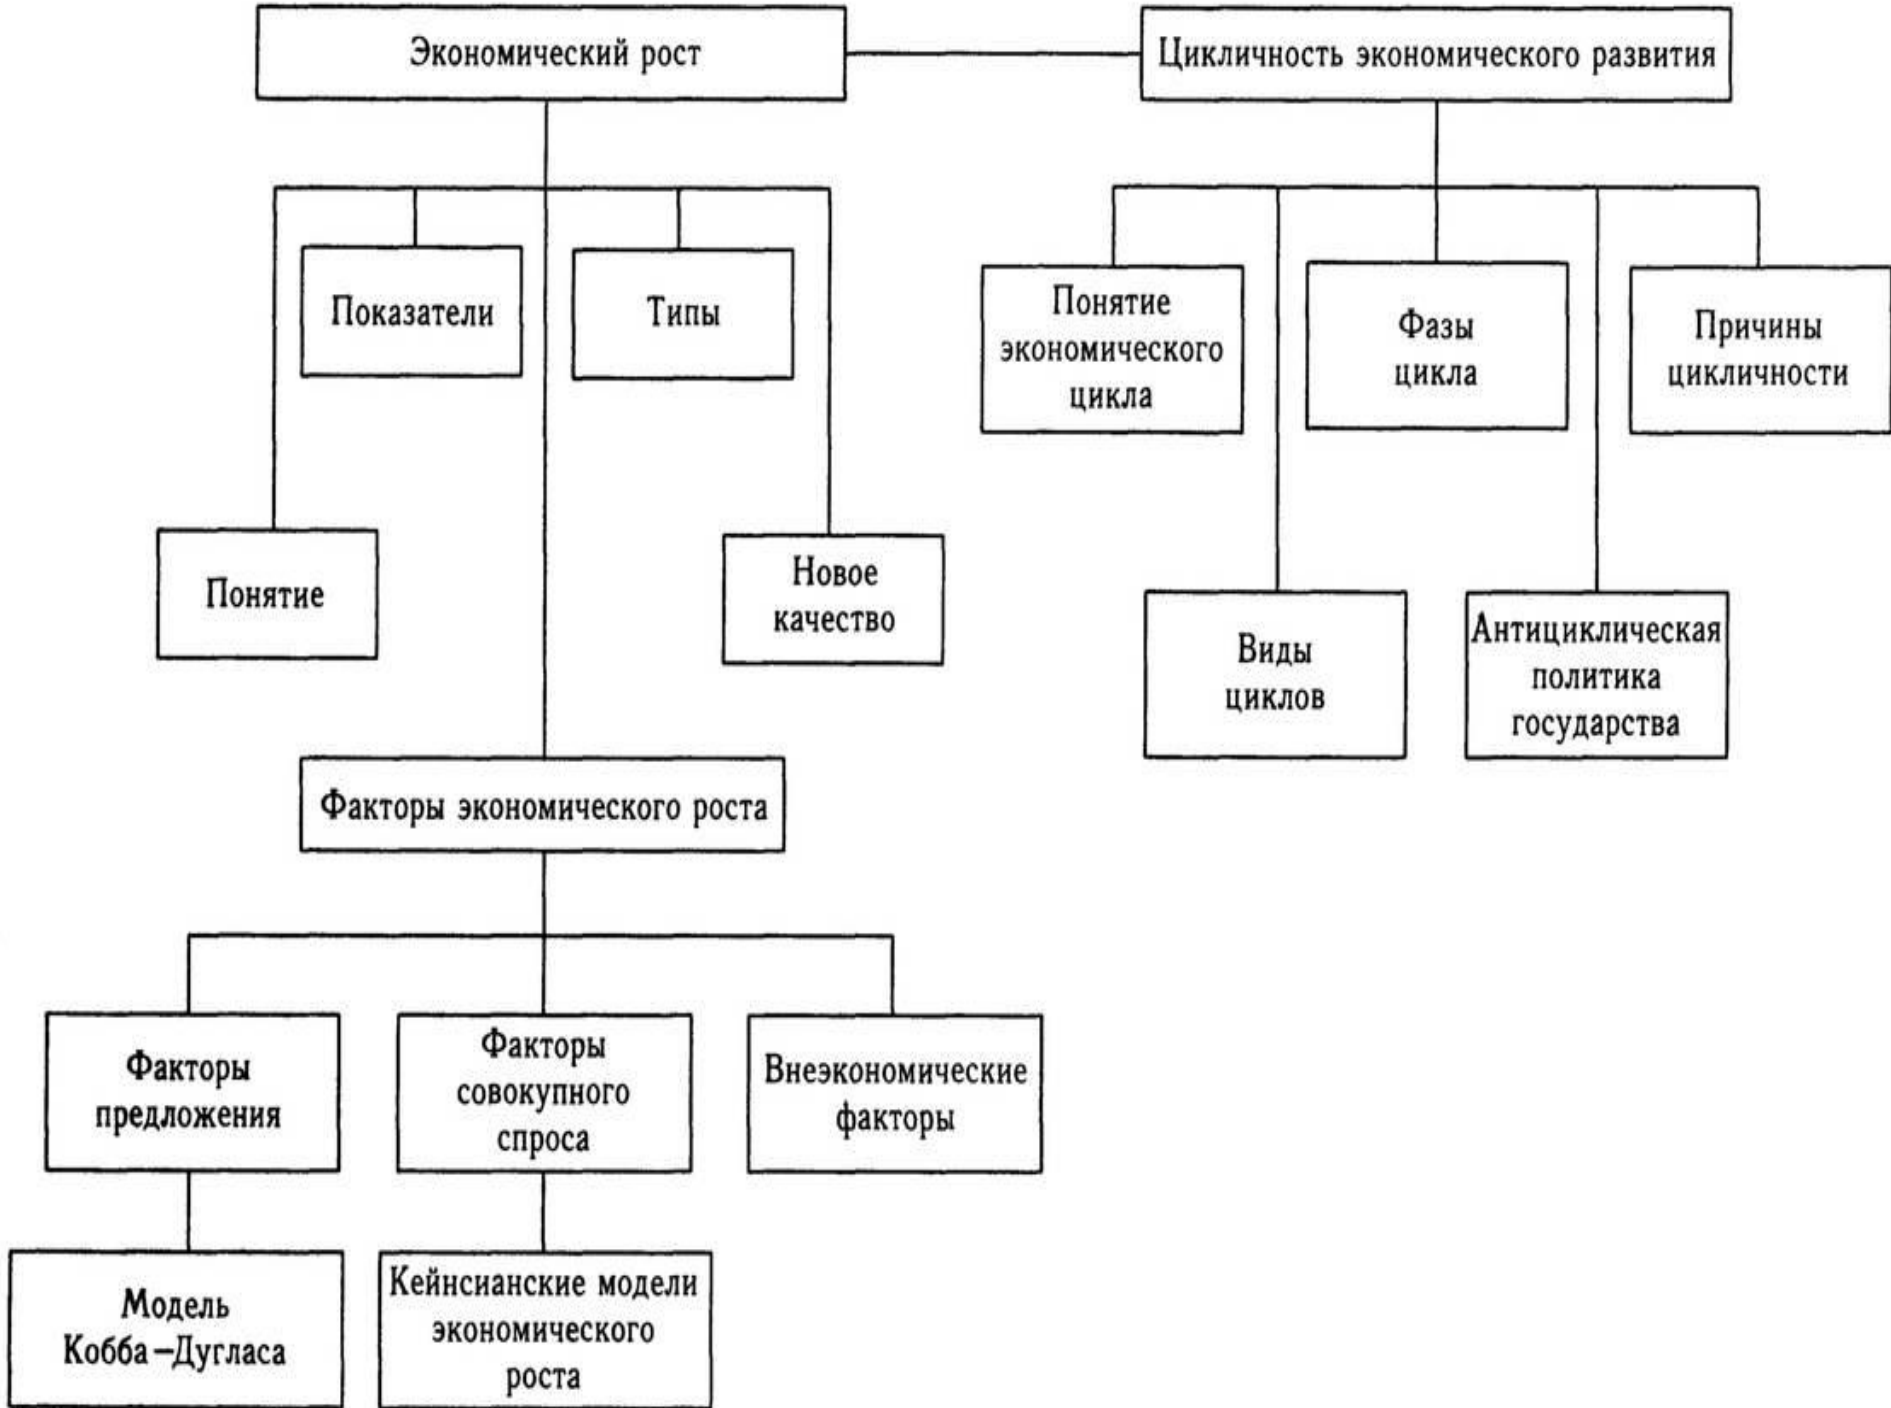 Экономический рост
Цикличность экономического развития
Показатели
Типы
Понятие
экономического
цикла
Фазы
цикла
Причины
цикличности
Понятие
Новое
качество
Виды
циклов
Антициклическая
политика
государства
Факторы экономического роста
Факторы
предложения
Факторы
совокупного
спроса
Внеэкономические
факторы
Модель
Кобба—Дугласа
Кейнсианские модели
экономического
роста